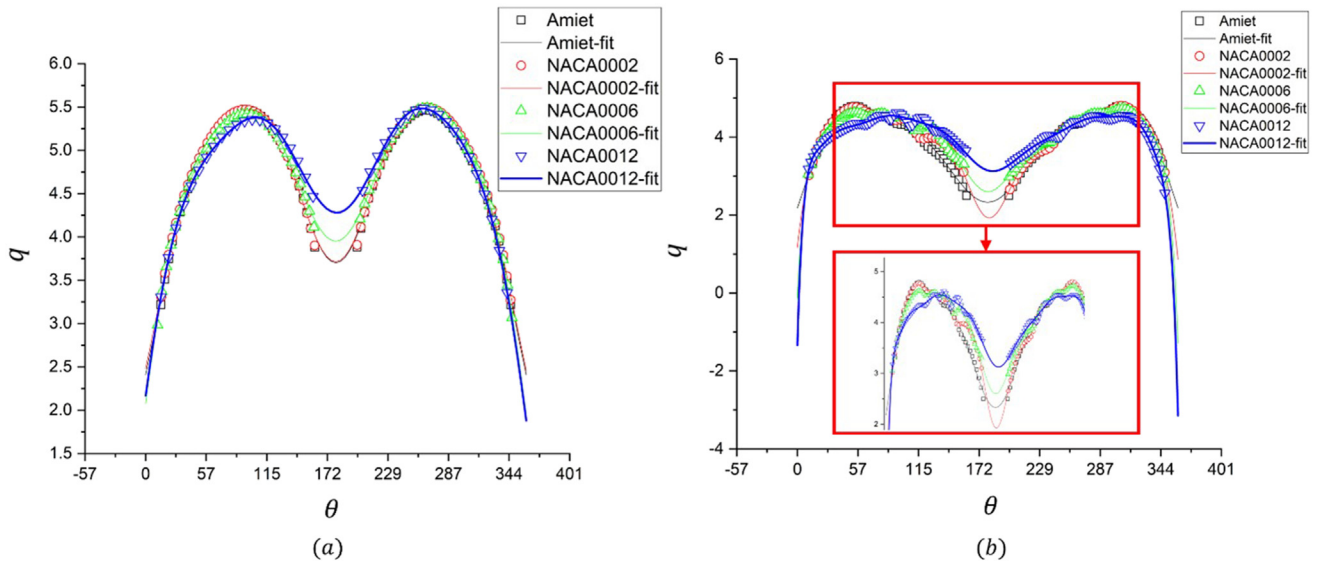 Amiet
Amiet-fit
NACA0002
NACA0002-fit
NACA0006
NACA0006-fit
NACA0012
NACA0012-fit
6.0
5.5
5.0
4.5
4.0
3.5
3.0
2.5
2.0
1.5
q
-57 0 57 115 172 229 287 344 401
θ
(a)
Amiet
Amiet-fit
NACA0002
NACA0002-fit
NACA0006
NACA0006-fit
NACA0012
NACA0012-fit
6
4
2
0
-2
-4
q
5
4
3
2
-57 0 57 115 172 229 287 344 401
θ
(b)